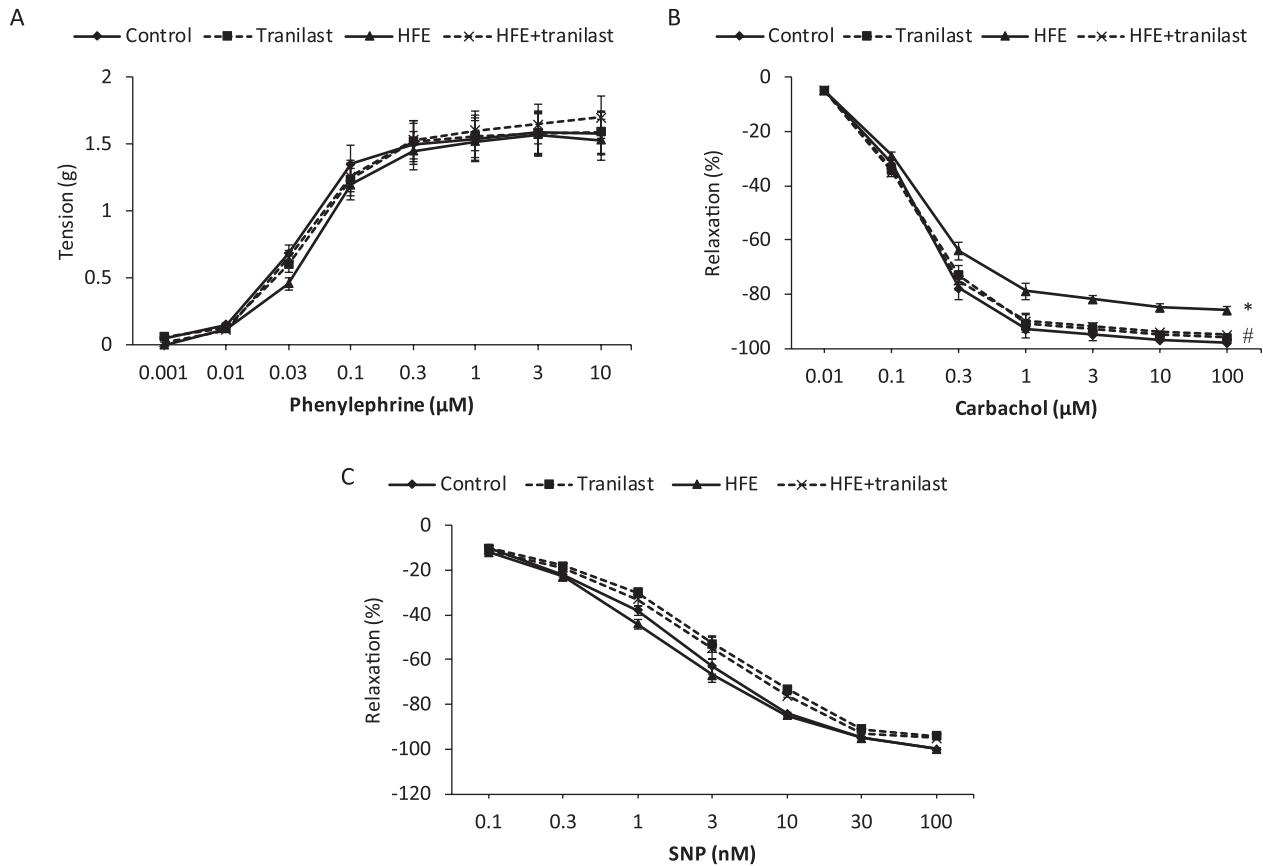 A
Control Tranilast HFE HFE+tranilast
2
1.5
1
0.5
0
Tension (g)
0.001 0.01 0.03 0.1 0.3 1 3 10
Phenylephrine (µM)
B
Control Tranilast HFE HFE+tranilast
0
-20
-40
-60
-80
-100
Relaxation (%)
*
#
0.01 0.1 0.3 1 3 10 100
Carbachol (µM)
C
Control Tranilast HFE HFE+tranilast
0
-20
-40
-60
-80
-100
-120
Relaxation (%)
0.1 0.3 1 3 10 30 100
SNP (nM)